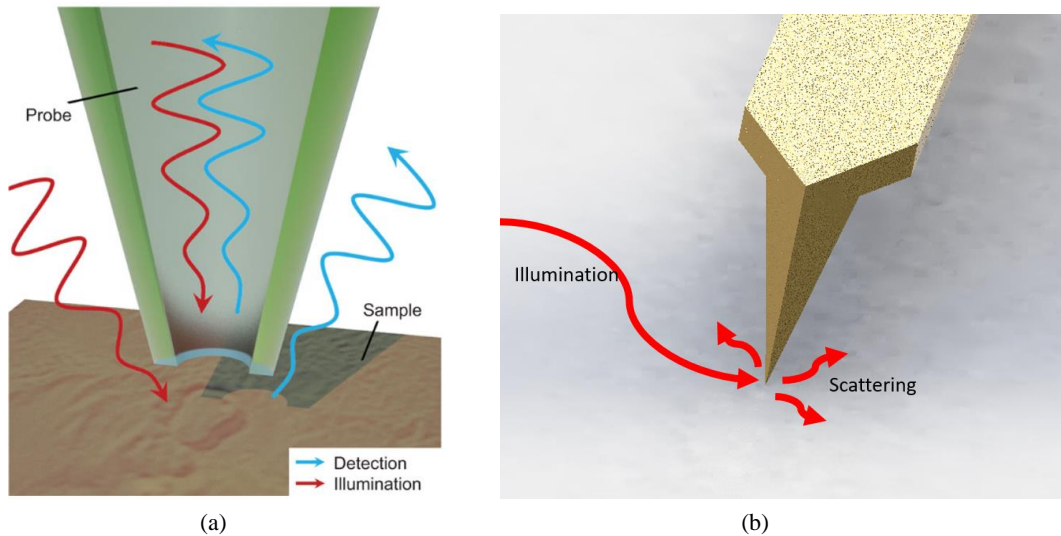 Probe
Sample
Detection
Illumination
(a)
Illumination
Scattering
(b)